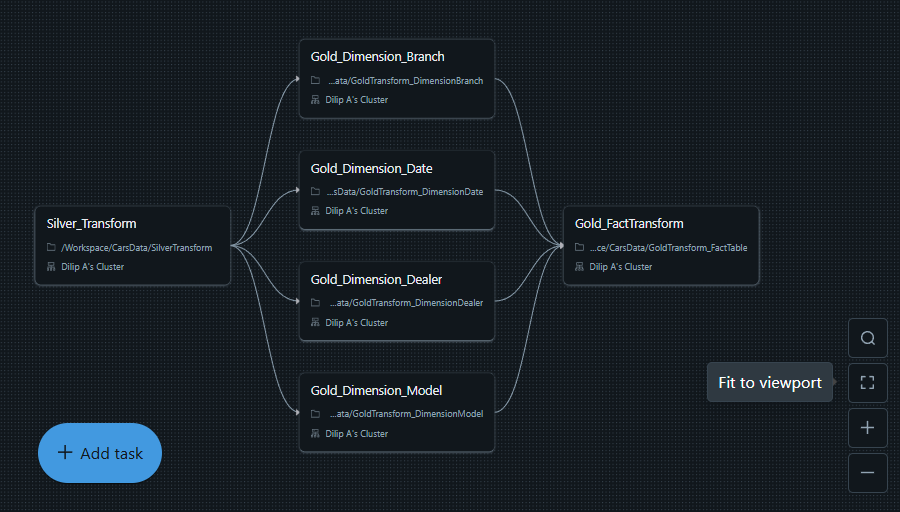 Gold_Dimension_Branch
...ata/GoldTransform_DimensionBranch
Dilip A's Cluster
Gold_Dimension_Date
...sData/GoldTransform_DimensionDate
Dilip A's Cluster
Silver_Transform
/Workspace/CarsData/SilverTransform
Dilip A's Cluster
Gold_FactTransform
...ce/CarsData/GoldTransform_FactTable
Dilip A's Cluster
Gold_Dimension_Dealer
...ata/GoldTransform_DimensionDealer
Dilip A's Cluster
Gold_Dimension_Model
...ata/GoldTransform_DimensionModel
Dilip A's Cluster
Fit to viewport
+ Add task